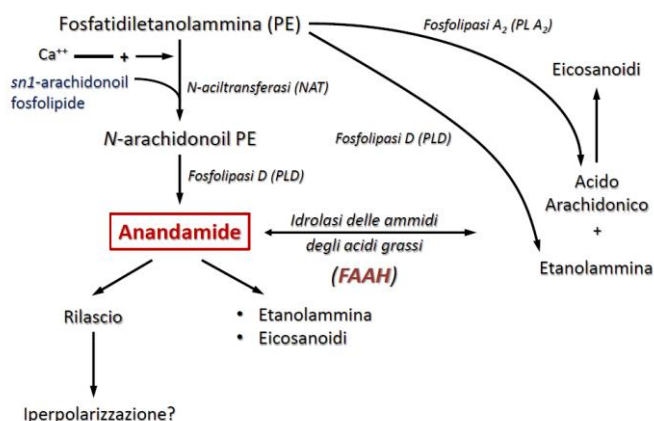 Fosfatidiletanolammina (PE)
Fosfolipasi A2 (PL A2)
Ca++
+
sn1-arachidonoil
fosfolipide
N-aciltransferasi (NAT)
Eicosanoidi
N-arachidonoil PE
Fosfolipasi D (PLD)
Fosfolipasi D (PLD)
Acido
Arachidonico
+
Etanolammina
Anandamide
Idrolasi delle ammidi
degli acidi grassi
(FAAH)
Rilascio
• Etanolammina
• Eicosanoidi
Iperpolarizzazione?